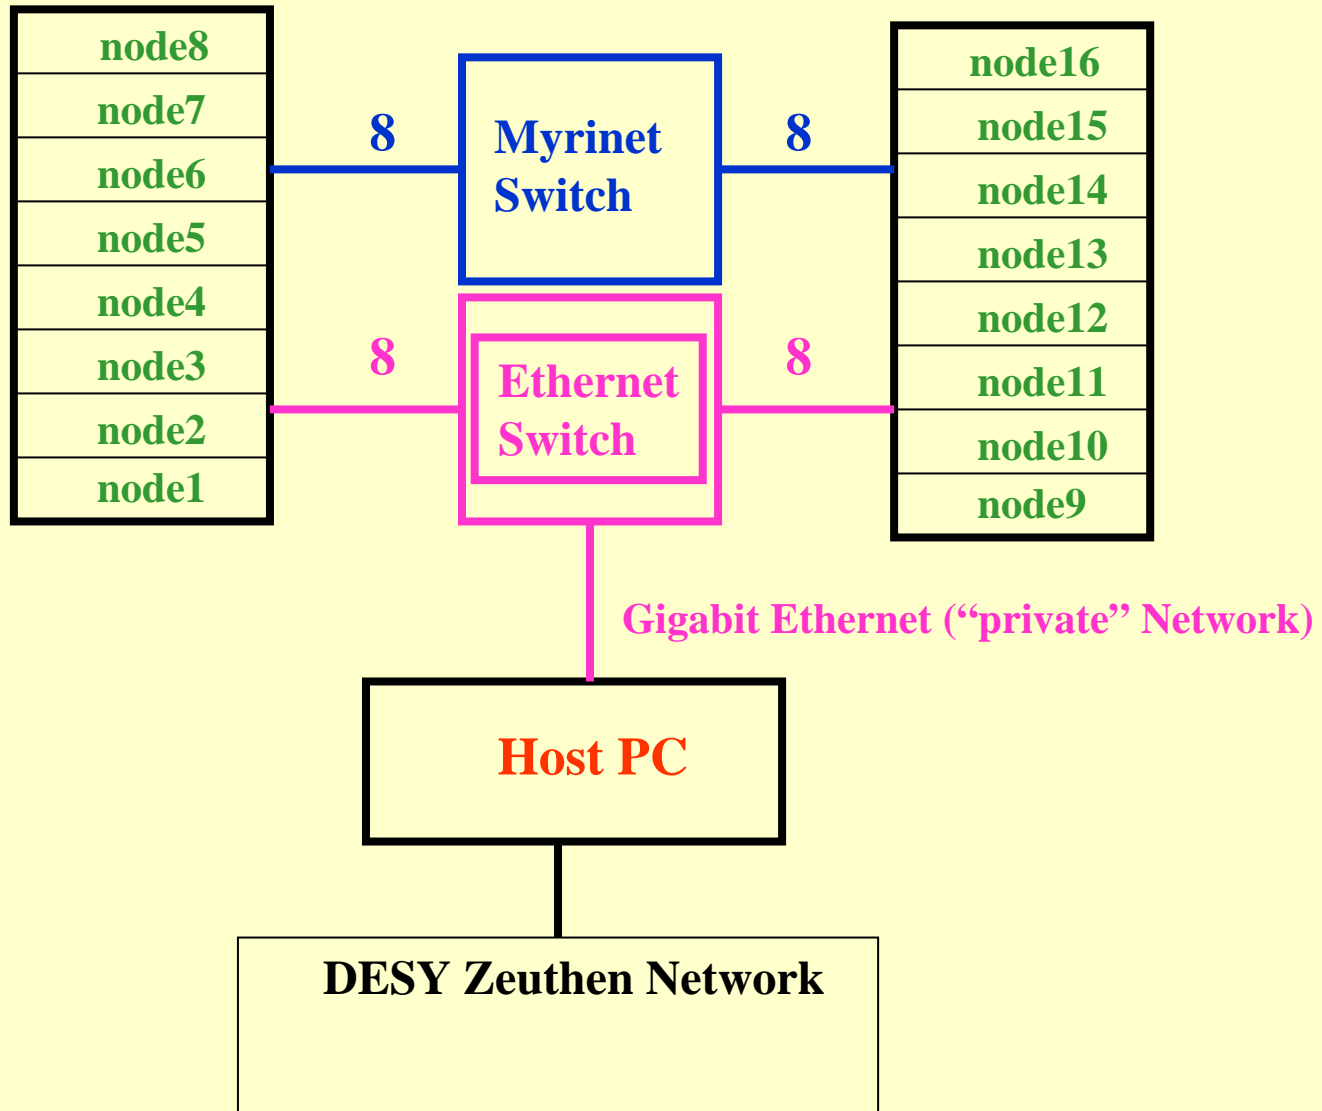 node8
node7
node6
node5
node4
node3
node2
node1
8
8
Myrinet
Switch
Ethernet
Switch
8
8
node16
node15
node14
node13
node12
node11
node10
node9
Gigabit Ethernet (“private” Network)
Host PC
DESY Zeuthen Network